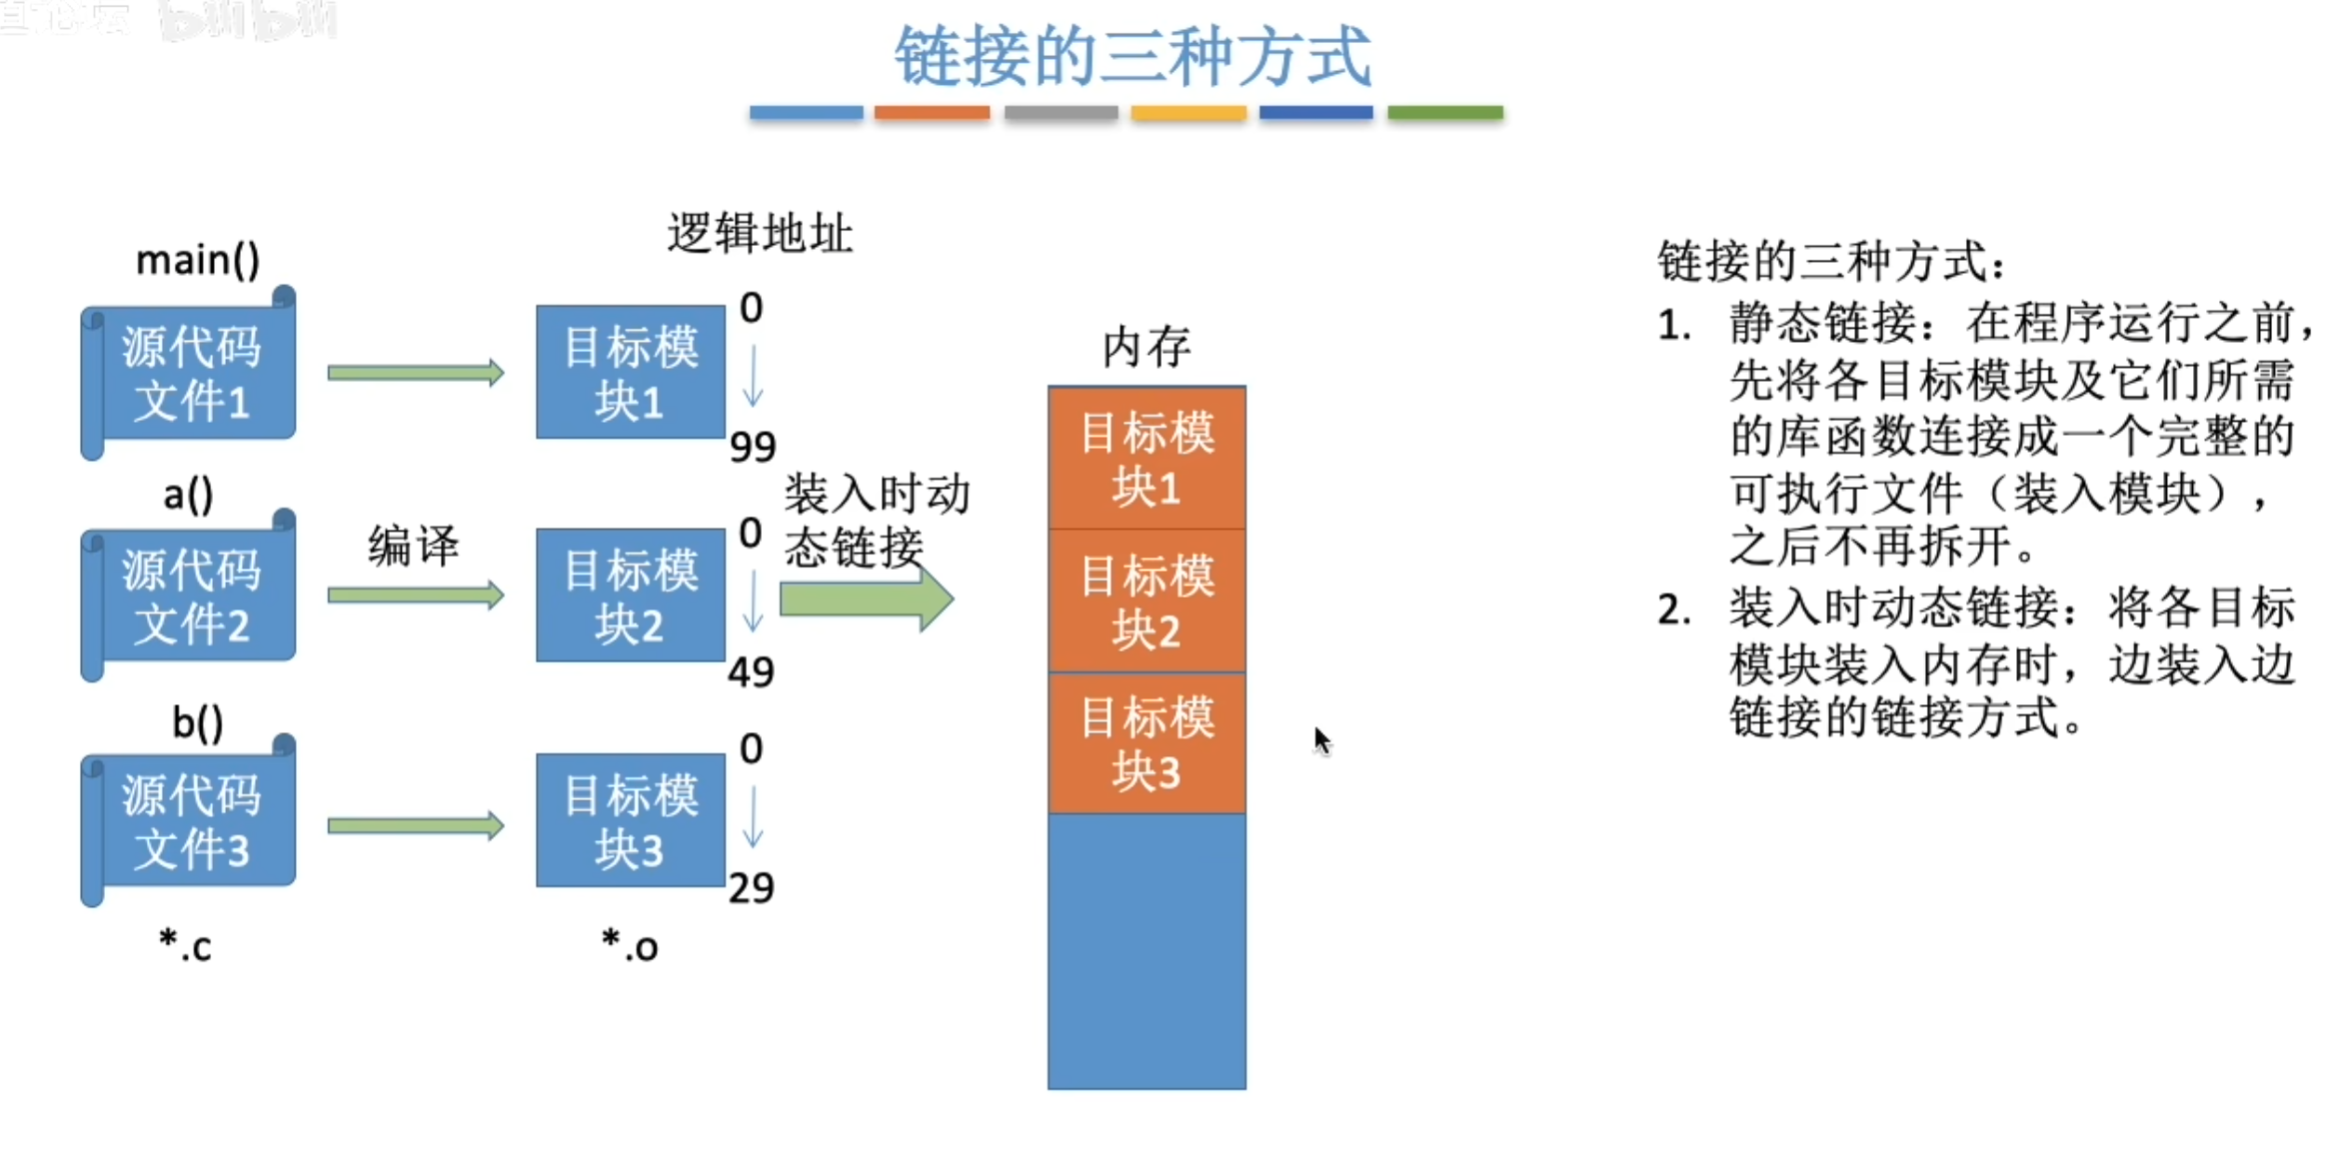 bilibili
链接的三种方式
逻辑地址
main()
源代码
文件1
目标模
块1
0
99
a()
源代码
文件2
编译
目标模
块2
0
49
装入时动
态链接
b()
源代码
文件3
目标模
块3
0
29
*.c
*.o
内存
目标模
块1
目标模
块2
目标模
块3
链接的三种方式：
1. 静态链接：在程序运行之前，
先将各目标模块及它们所需
的库函数连接成一个完整的
可执行文件（装入模块），
之后不再拆开。
2. 装入时动态链接：将各目标
模块装入内存时，边装入边
链接的链接方式。